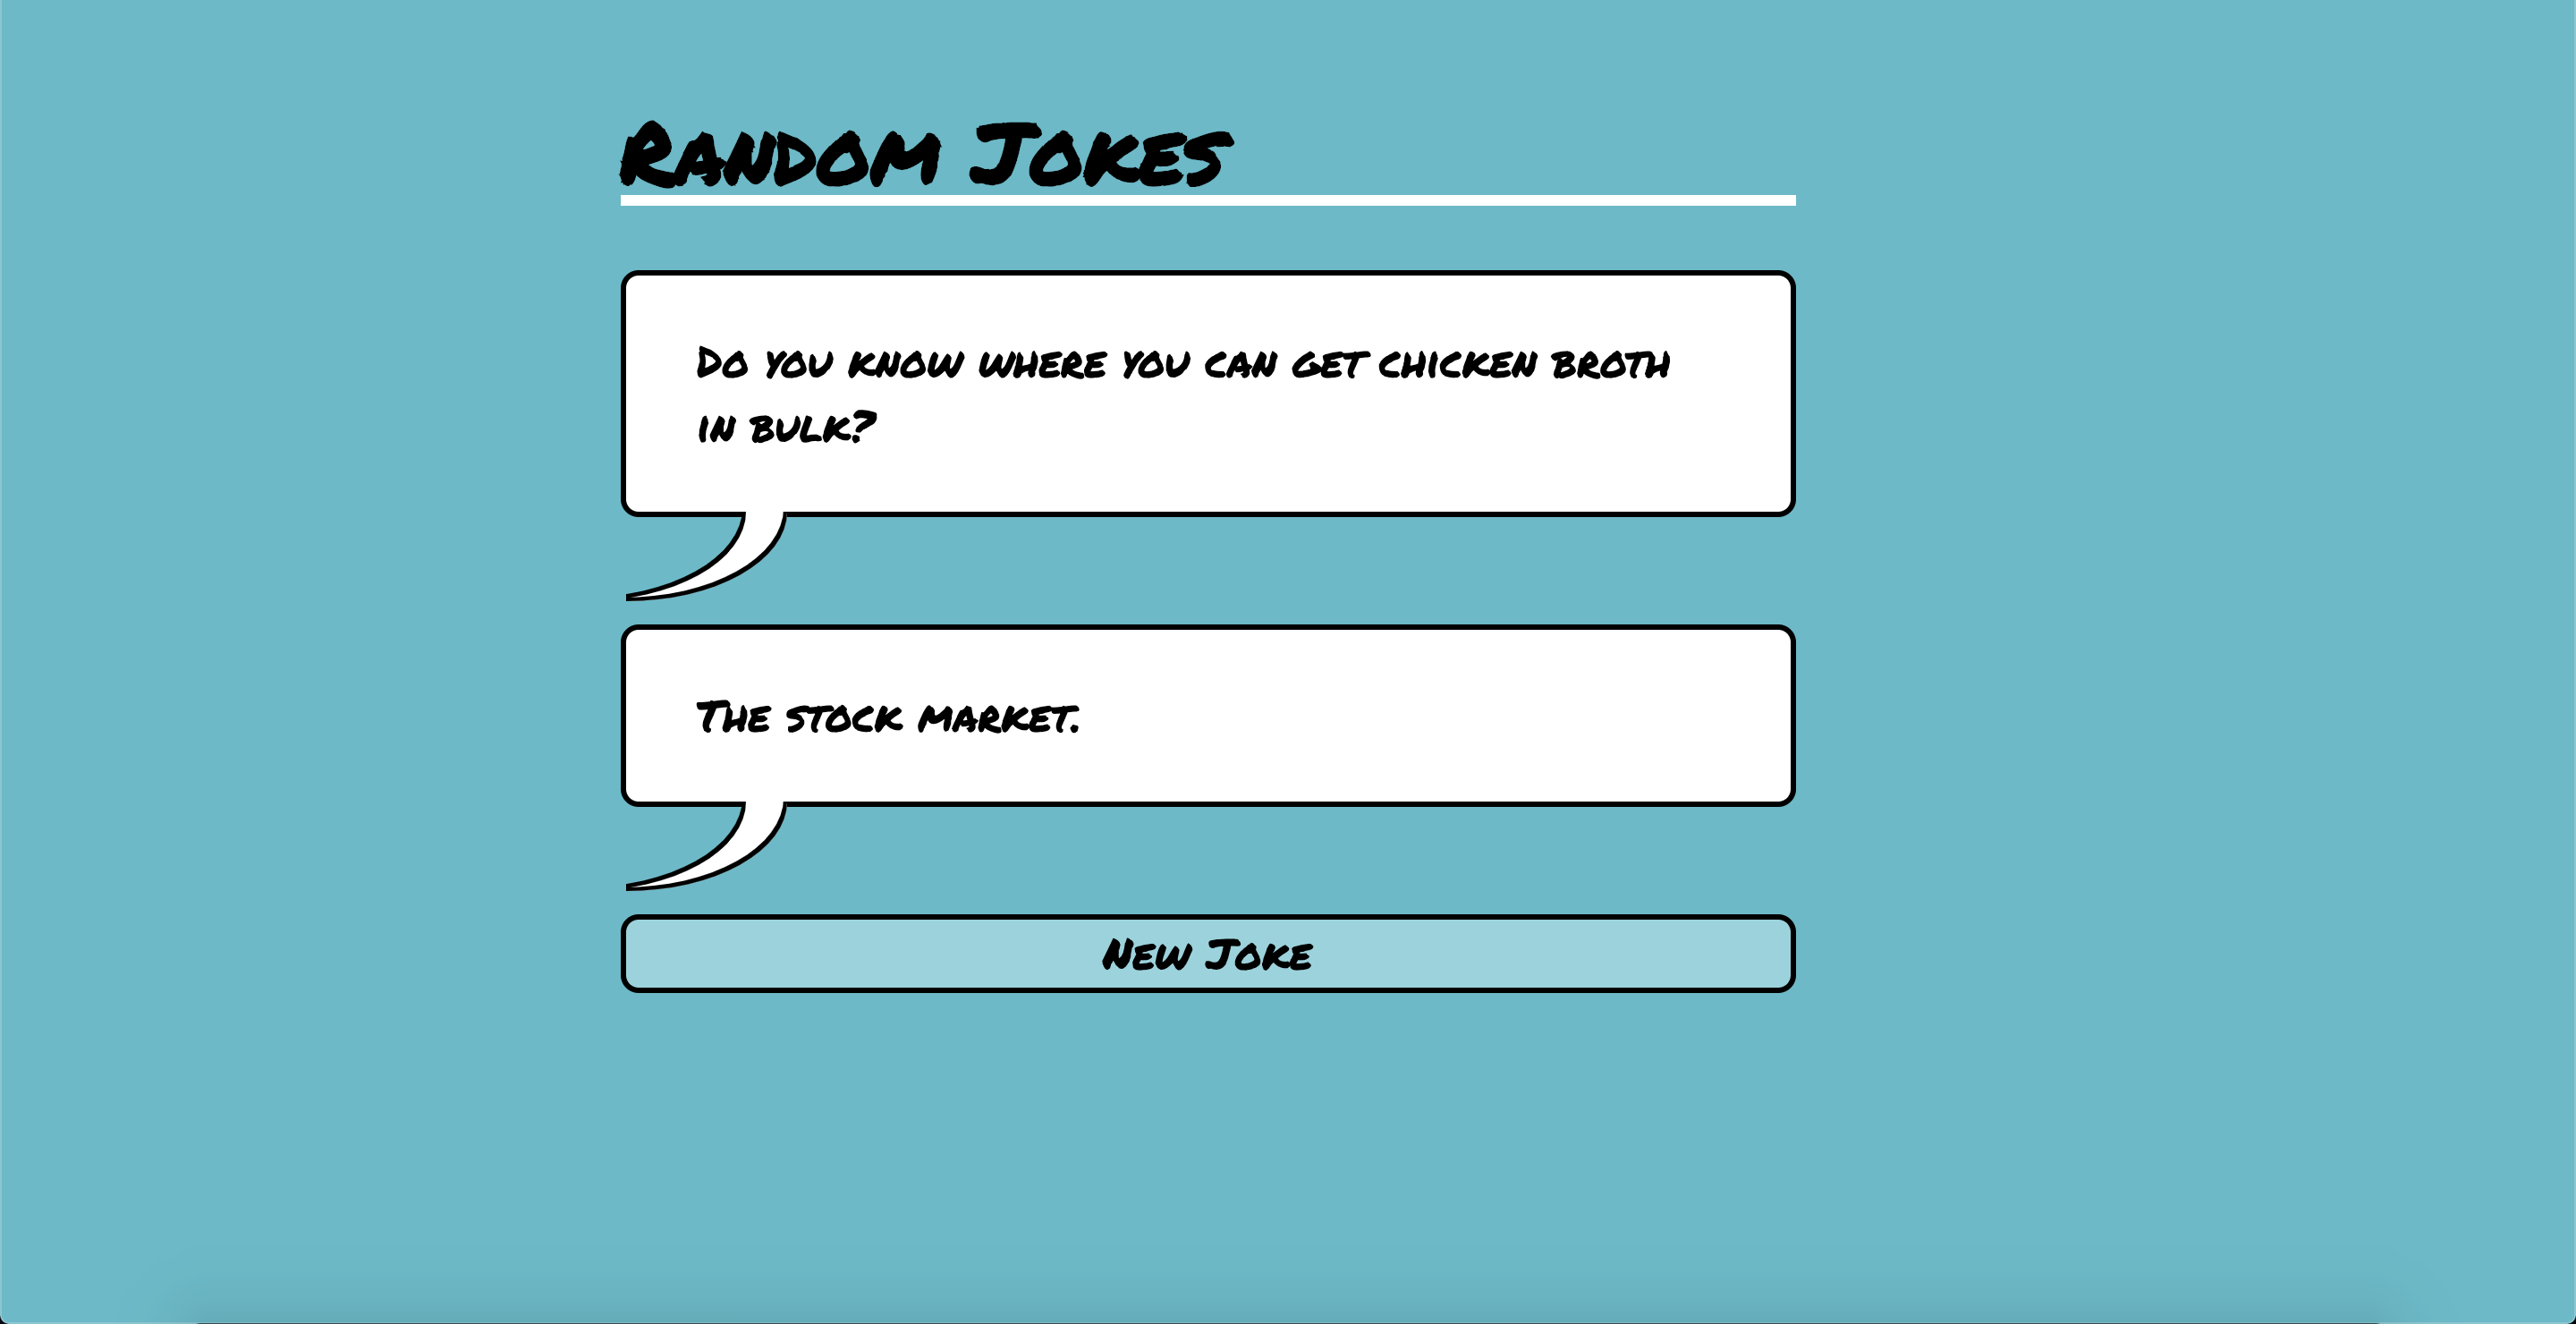 Random Jokes
Do you know where you can get chicken broth
in bulk?
The stock market.
New Joke